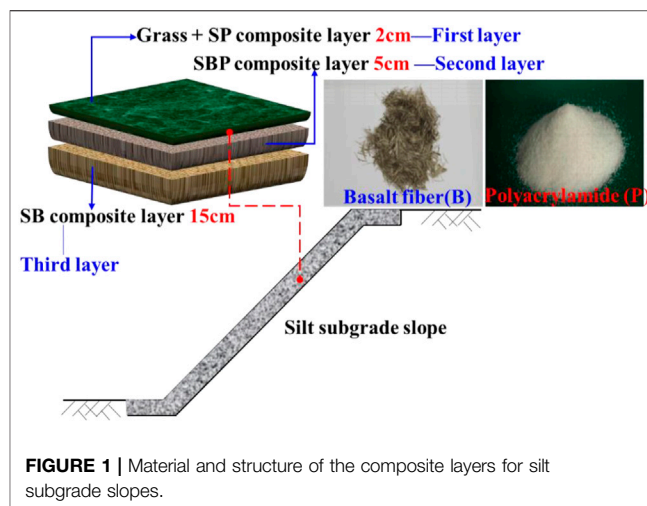 Grass + SP composite layer 2cm—First layer
SBP composite layer 5cm —Second layer
Basalt fiber(B)
Polyacrylamide (P)
SB composite layer 15cm
Third layer
Silt subgrade slope
FIGURE 1 | Material and structure of the composite layers for silt
subgrade slopes.